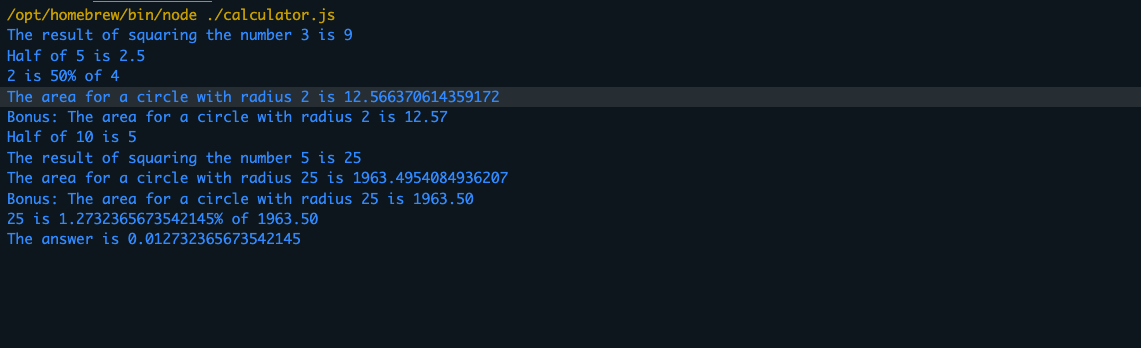 /opt/homebrew/bin/node ./calculator.js
The result of squaring the number 3 is 9
Half of 5 is 2.5
2 is 50% of 4
The area for a circle with radius 2 is 12.566370614359172
Bonus: The area for a circle with radius 2 is 12.57
Half of 10 is 5
The result of squaring the number 5 is 25
The area for a circle with radius 25 is 1963.4954084936207
Bonus: The area for a circle with radius 25 is 1963.50
25 is 1.2732365673542145% of 1963.50
The answer is 0.012732365673542145